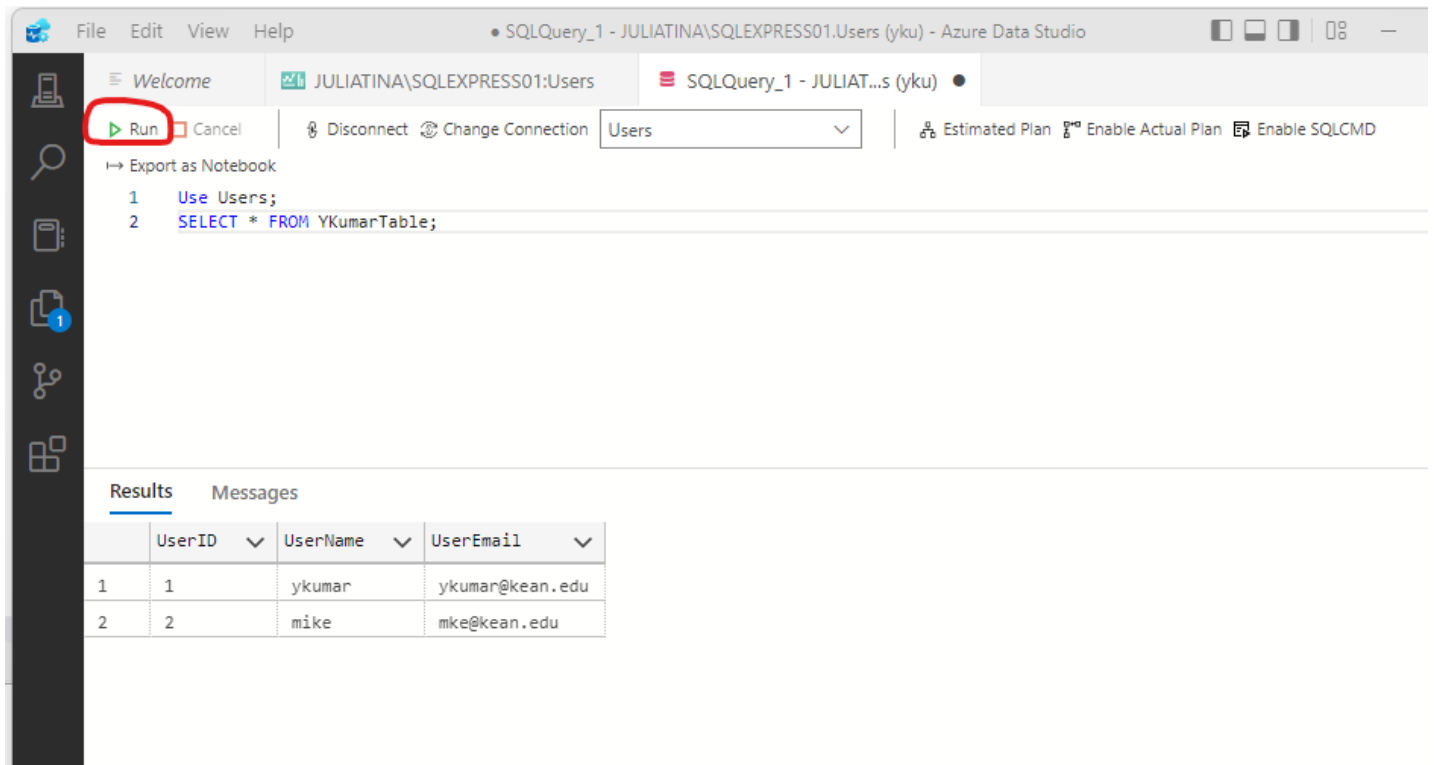 File Edit View Help ● SQLQuery_1 - JULIATINA\SQLEXPRESS01.Users (yku) - Azure Data Studio
Welcome JULIATINA\SQLEXPRESS01:Users SQLQuery_1 - JULIAT...s (yku) ●
Run Cancel Disconnect Change Connection Users Estimated Plan Enable Actual Plan Enable SQLCMD
Export as Notebook
1 Use Users;
2 SELECT * FROM YKumarTable;
1
Results Messages
UserID UserName UserEmail
1 1 ykumar ykumar@kean.edu
2 2 mike mke@kean.edu